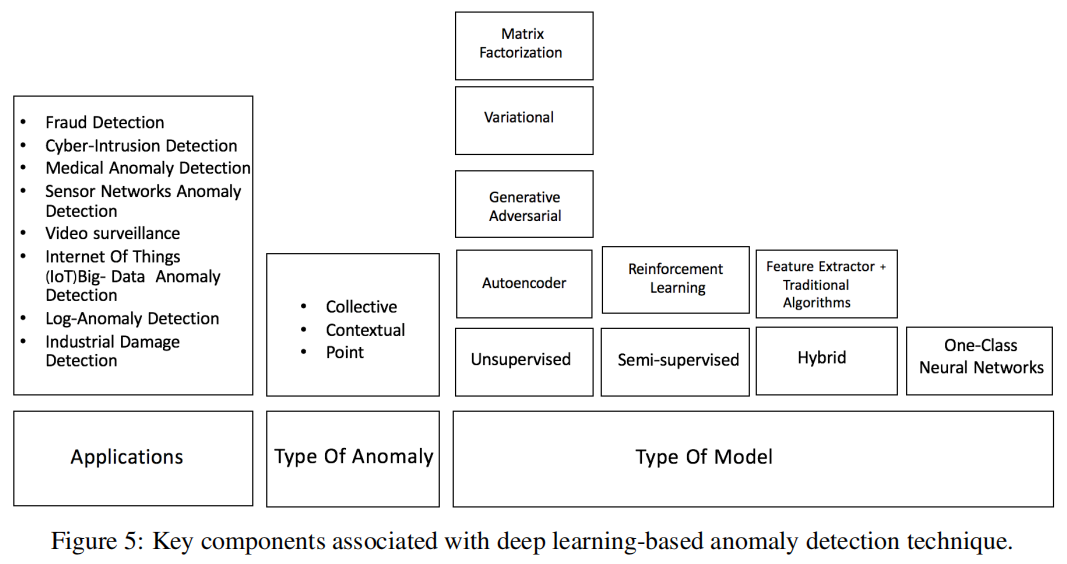 Matrix
Factorization
Variational
Generative
Adversarial
Autoencoder
Reinforcement
Learning
Feature Extractor +
Traditional
Algorithms
Unsupervised
Semi-supervised
Hybrid
One-Class
Neural Networks
• Fraud Detection
• Cyber-Intrusion Detection
• Medical Anomaly Detection
• Sensor Networks Anomaly
Detection
• Video surveillance
• Internet Of Things
(IoT)Big- Data Anomaly
Detection
• Log-Anomaly Detection
• Industrial Damage
Detection
• Collective
• Contextual
• Point
Applications
Type Of Anomaly
Type Of Model
Figure 5: Key components associated with deep learning-based anomaly detection technique.